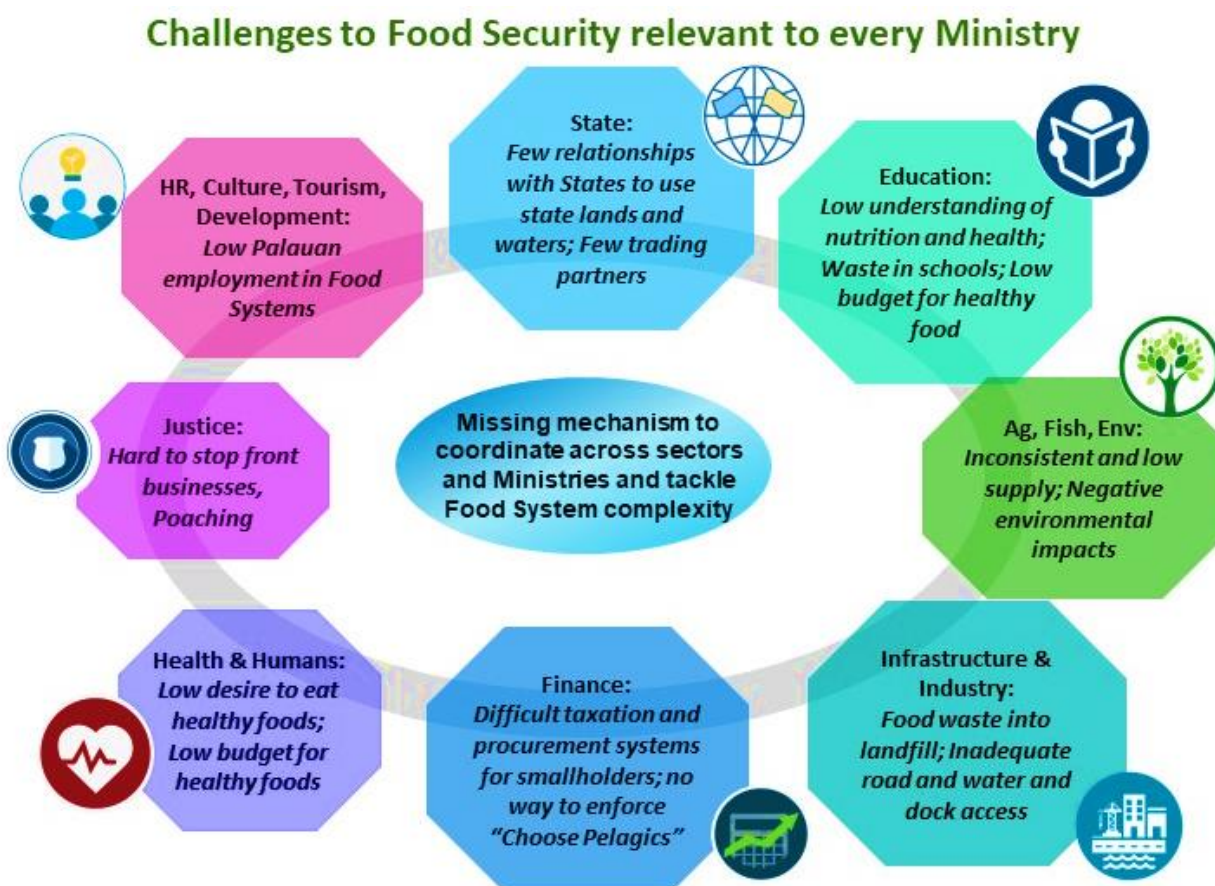 Challenges to Food Security relevant to every Ministry
State:
Few relationships
with States to use
state lands and
waters; Few trading
partners
Education:
Low understanding of
nutrition and health;
Waste in schools; Low
budget for healthy
food
Ag, Fish, Env:
Inconsistent and low
supply; Negative
environmental
impacts
Infrastructure &
Industry:
Food waste into
landfill; Inadequate
road and water and
dock access
Finance:
Difficult taxation and
procurement systems
for smallholders; no
way to enforce
“Choose Pelagics”
Health & Humans:
Low desire to eat
healthy foods;
Low budget for
healthy foods
Justice:
Hard to stop front
businesses,
Poaching
HR, Culture, Tourism,
Development:
Low Palauan
employment in Food
Systems
Missing mechanism to
coordinate across sectors
and Ministries and tackle
Food System complexity